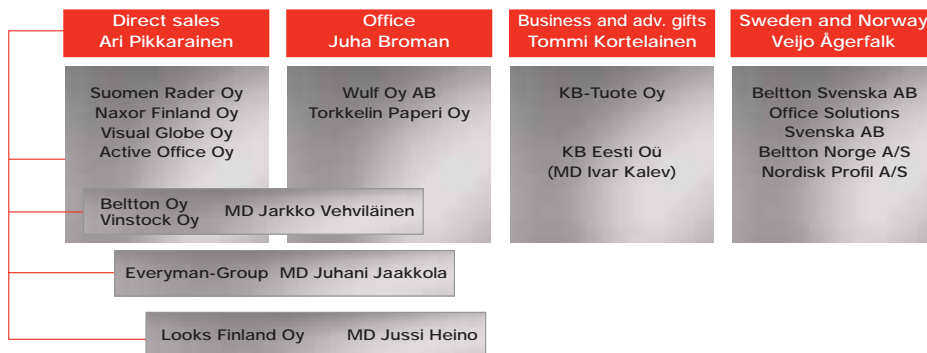 Direct sales
Ari Pikkarainen
Office
Juha Broman
Business and adv. gifts
Tommi Kortelainen
Sweden and Norway
Veijo Ågerfalk
Suomen Rader Oy
Naxor Finland Oy
Visual Globe Oy
Active Office Oy
Wulf Oy AB
Torkkelin Paperi Oy
KB-Tuote Oy
KB Eesti Oü
(MD Ivar Kalev)
Beltton Svenska AB
Office Solutions
Svenska AB
Beltton Norge A/S
Nordisk Profil A/S
Beltton Oy
Vinstock Oy
MD Jarkko Vehviläinen
Everyman-Group MD Juhani Jaakkola
Looks Finland Oy MD Jussi Heino